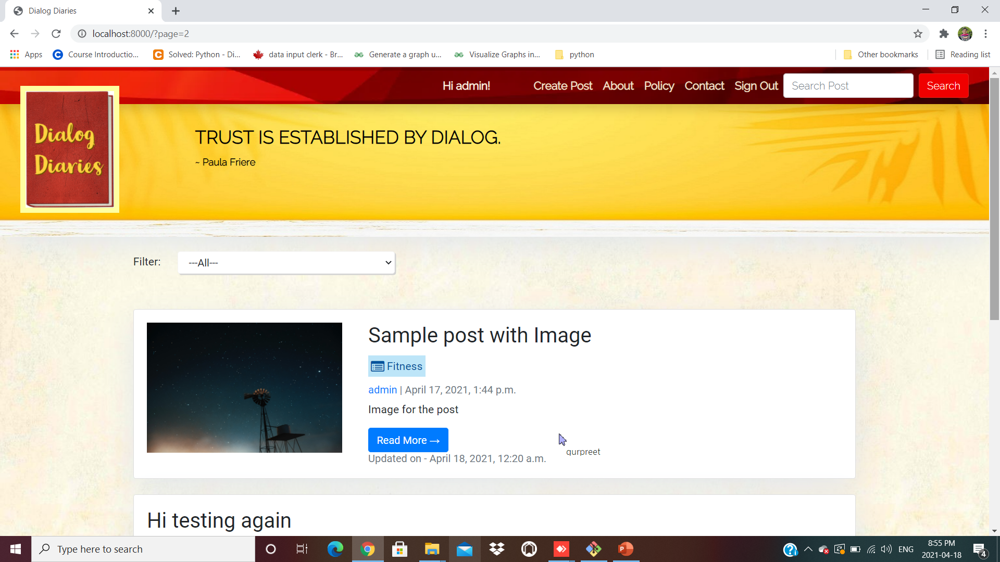 Dialog Diaries
localhost:8000/?page=2
Apps
Course Introductio...
Solved: Python - Di...
data input clerk - Br...
Generate a graph u...
Visualize Graphs in...
python
Other bookmarks
Reading list
Hi admin!
Create Post
About
Policy
Contact
Sign Out
Search Post
Search
Dialog
Diaries
TRUST IS ESTABLISHED BY DIALOG.
~ Paula Friere
Filter:
---All---
Sample post with Image
Fitness
admin | April 17, 2021, 1:44 p.m.
Image for the post
Read More →
gurpreet
Updated on - April 18, 2021, 12:20 a.m.
Hi testing again
Type here to search
ENG
8:55 PM
2021-04-18
4